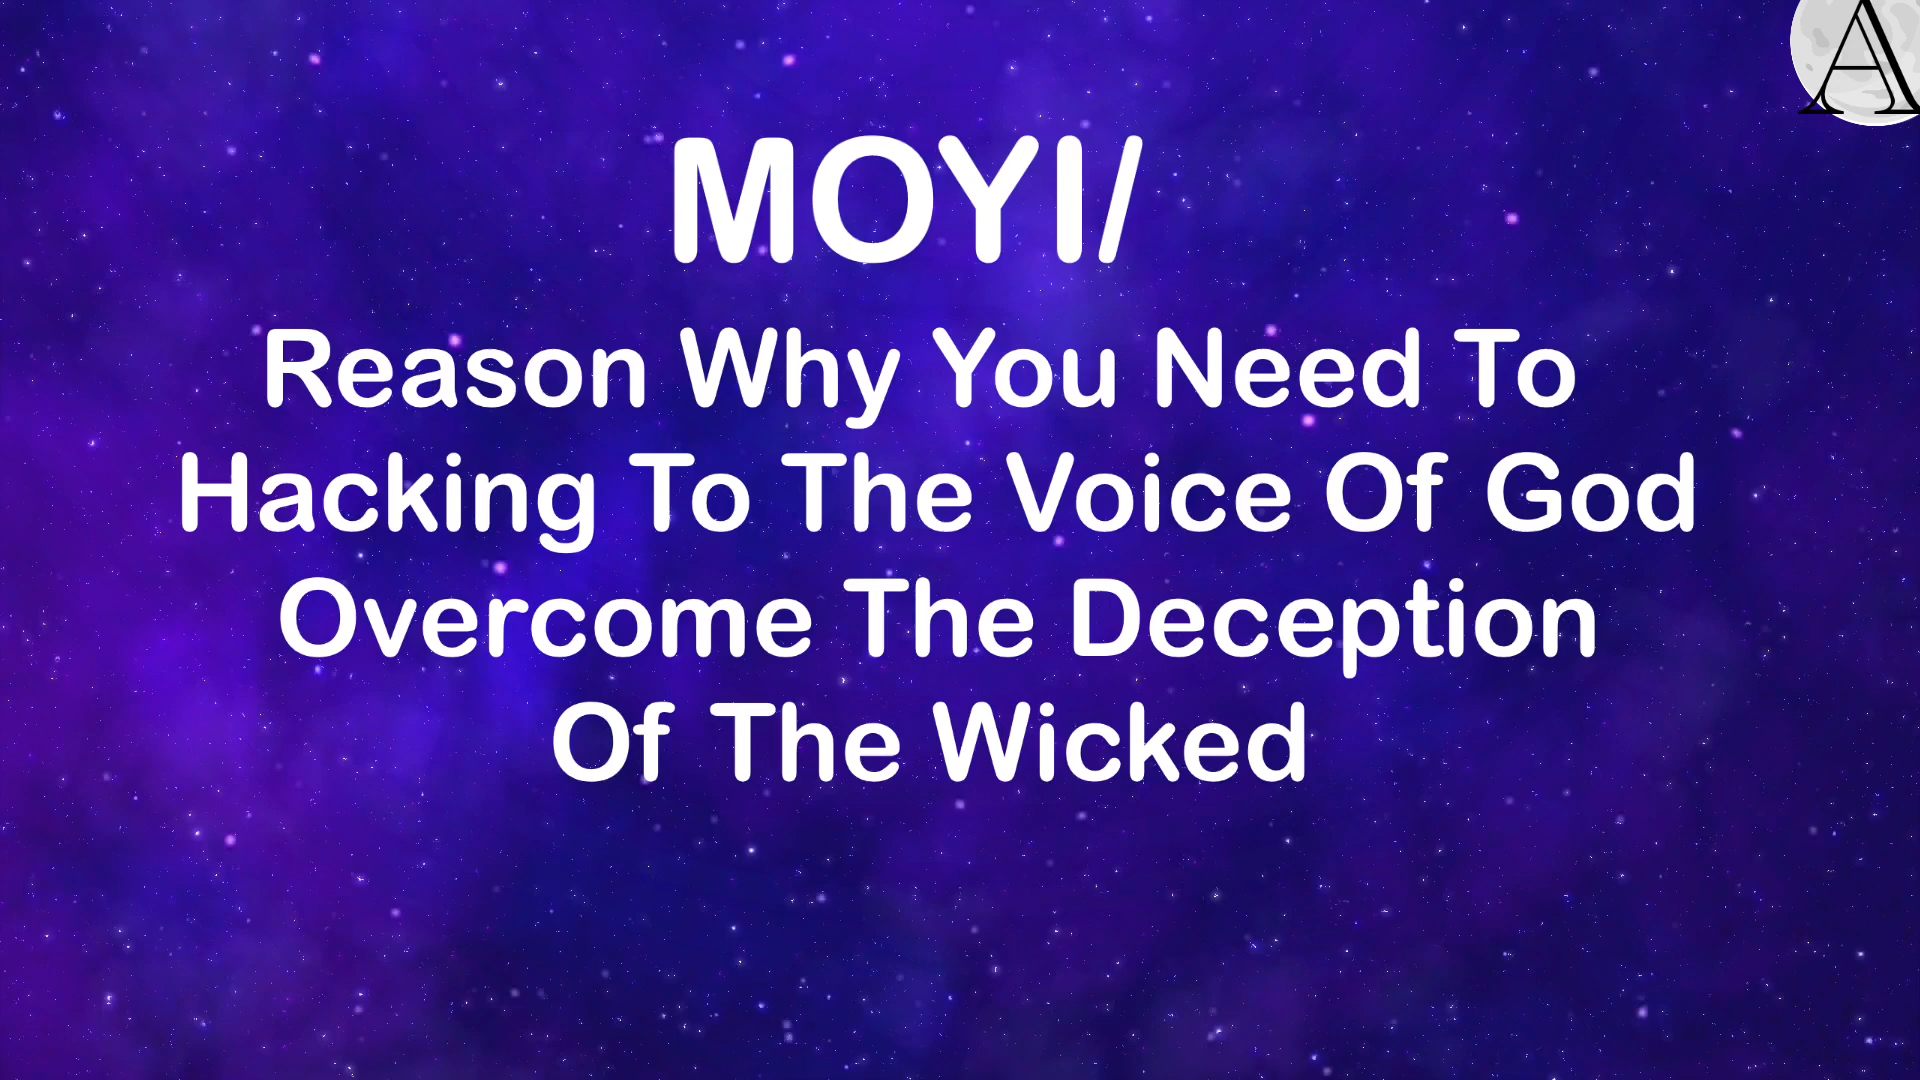 A
MOYI/
Reason Why You Need To
Hacking To The Voice Of God
Overcome The Deception
Of The Wicked